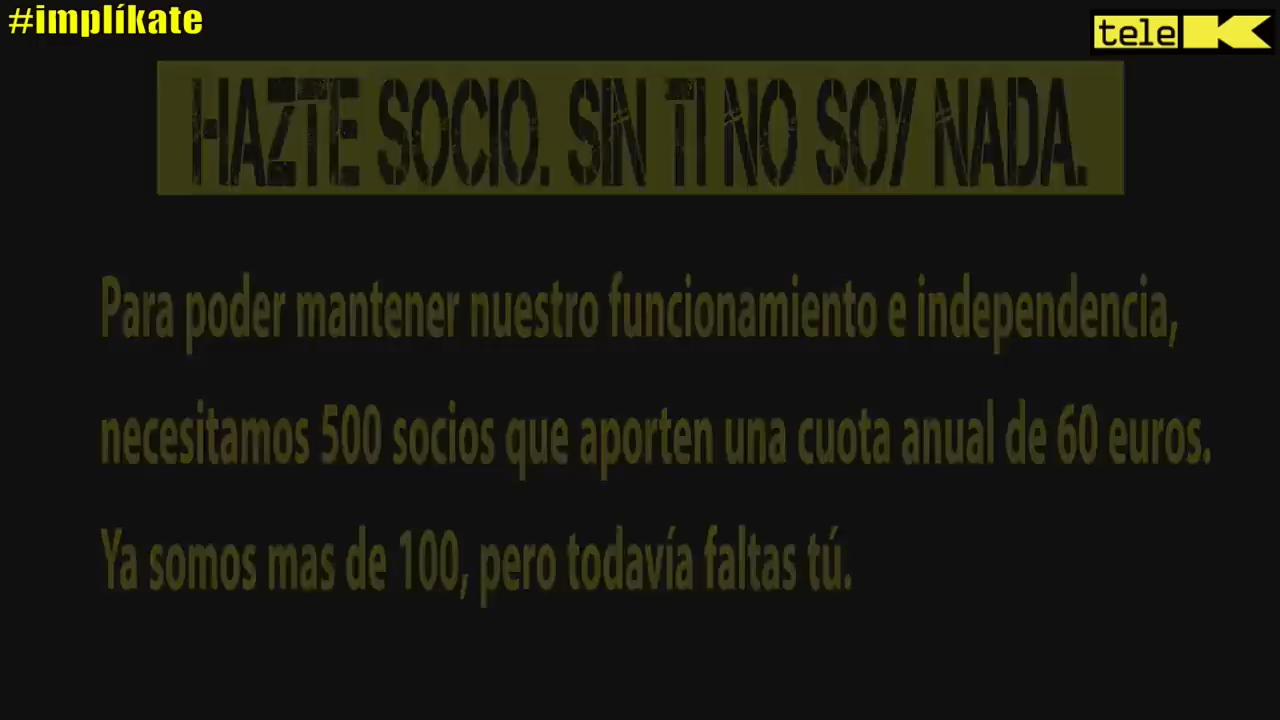 #implíkate
tele K
HAZTE SOCIO. SIN TI NO SOY NADA.
Para poder mantener nuestro funcionamiento e independencia,
necesitamos 500 socios que aporten una cuota anual de 60 euros.
Ya somos mas de 100, pero todavía faltas tú.